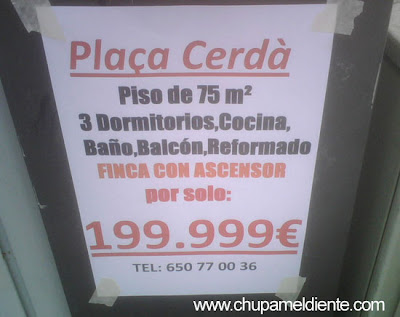 Plaça Cerdà
Piso de 75 m²
3 Dormitorios,Cocina,
Baño,Balcón,Reformado
FINCA CON ASCENSOR
por solo:
199.999€
TEL: 650 77 00 36
www.chupameldiente.com